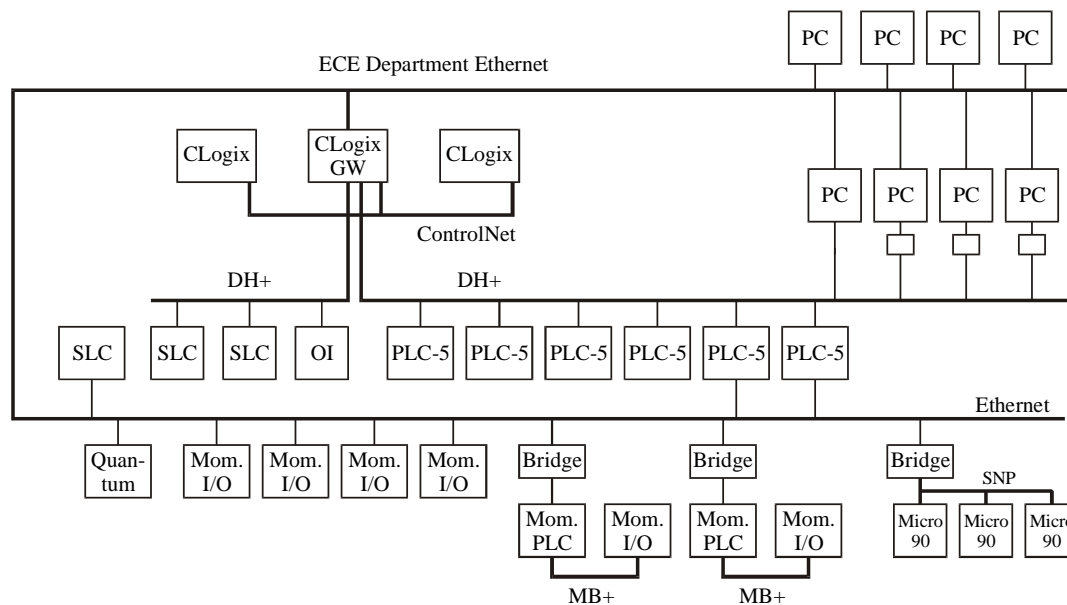 PC PC PC PC
ECE Department Ethernet
CLogix CLogix GW CLogix
PC PC PC PC
ControlNet
DH+ DH+
SLC SLC SLC OI PLC-5 PLC-5 PLC-5 PLC-5 PLC-5 PLC-5
Ethernet
Quan-
tum
Mom.
I/O
Mom.
I/O
Mom.
I/O
Mom.
I/O
Bridge Bridge Bridge
SNP
Mom.
PLC
Mom.
I/O
Mom.
PLC
Mom.
I/O
Micro
90
Micro
90
Micro
90
MB+ MB+